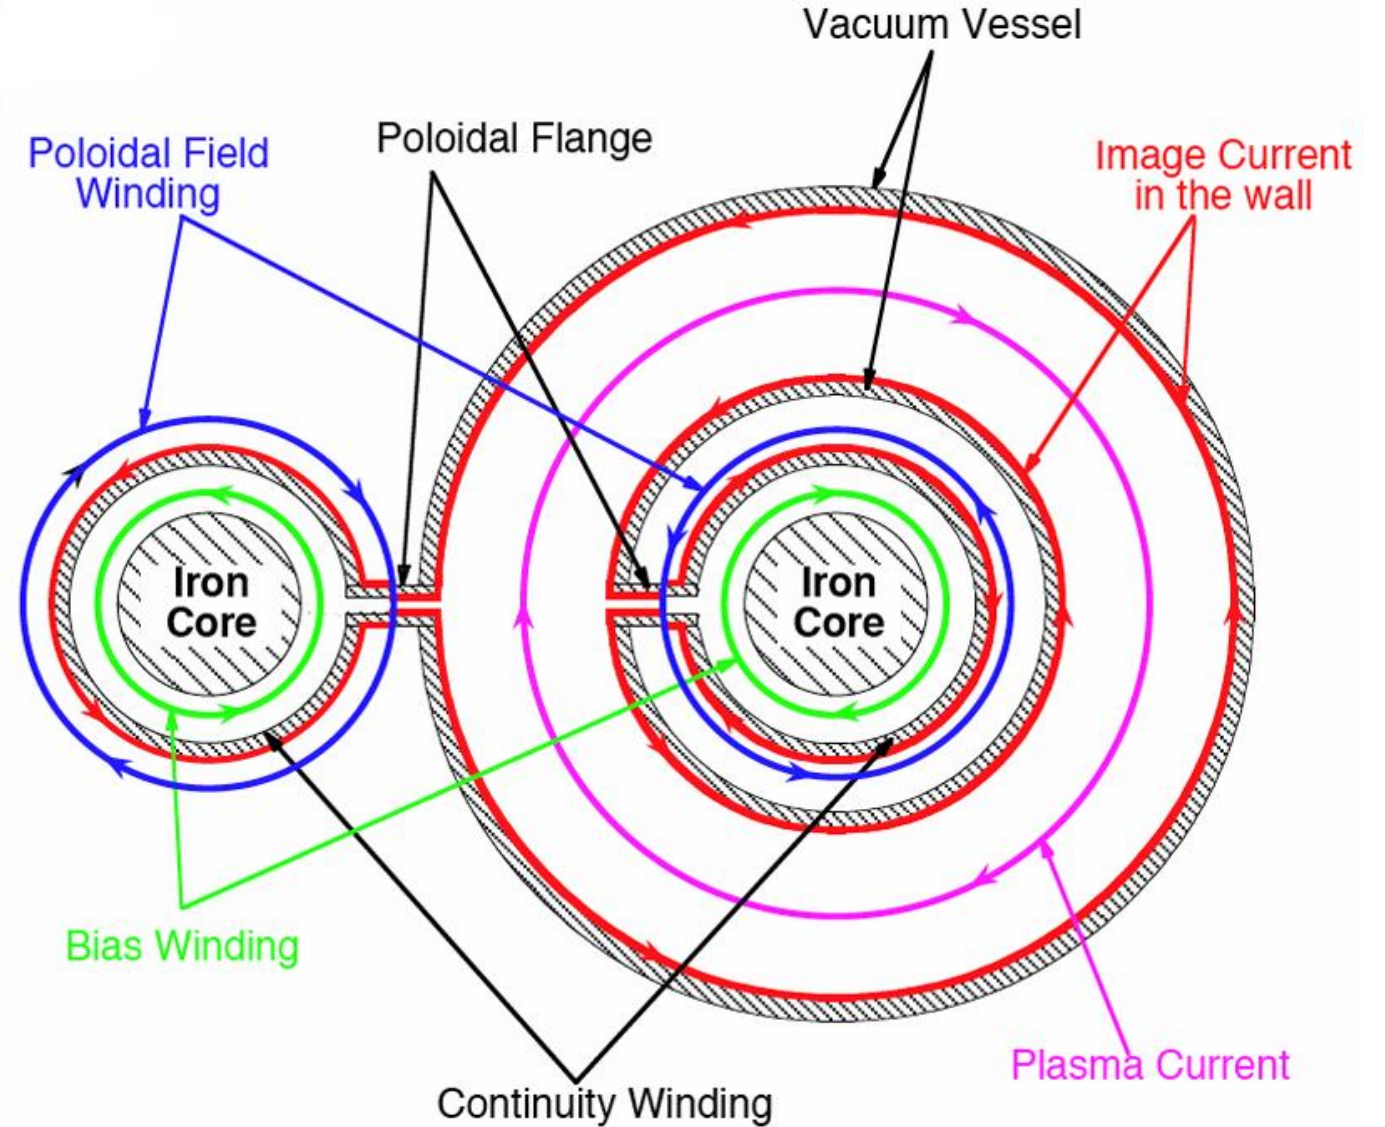 Vacuum Vessel
Poloidal Flange
Poloidal Field
Winding
Image Current
in the wall
Iron
Core
Iron
Core
Bias Winding
Plasma Current
Continuity Winding